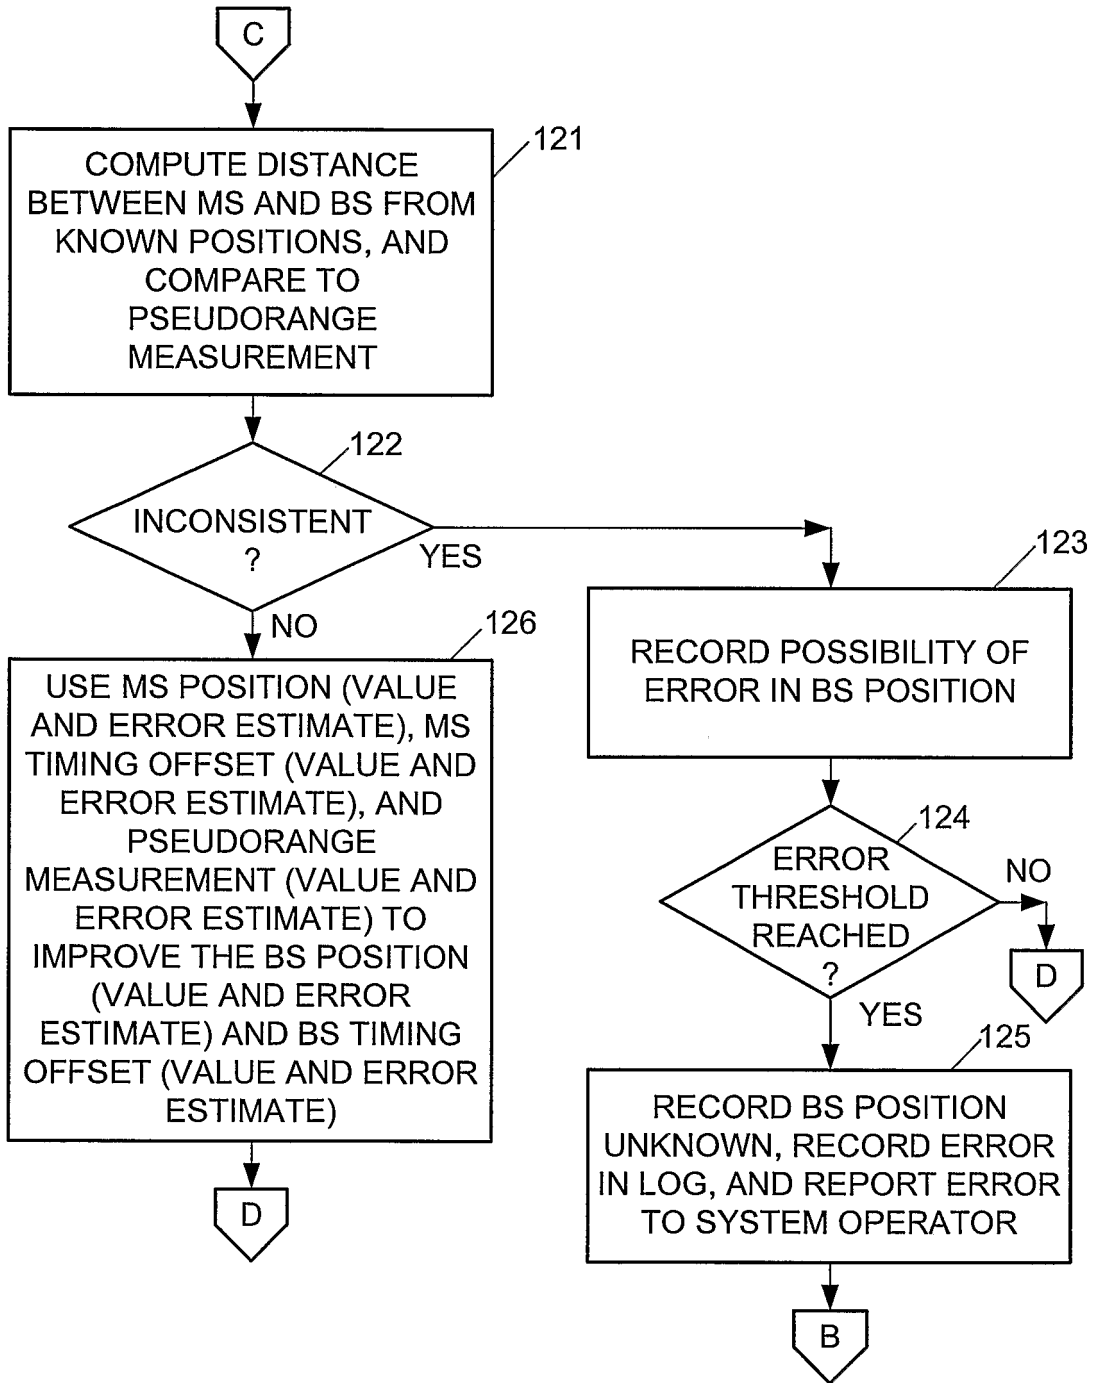 C
121
COMPUTE DISTANCE
BETWEEN MS AND BS FROM
KNOWN POSITIONS, AND
COMPARE TO
PSEUDORANGE
MEASUREMENT
122
INCONSISTENT
?
YES
NO
123
RECORD POSSIBILITY OF
ERROR IN BS POSITION
126
USE MS POSITION (VALUE
AND ERROR ESTIMATE), MS
TIMING OFFSET (VALUE AND
ERROR ESTIMATE), AND
PSEUDORANGE
MEASUREMENT (VALUE AND
ERROR ESTIMATE) TO
IMPROVE THE BS POSITION
(VALUE AND ERROR
ESTIMATE) AND BS TIMING
OFFSET (VALUE AND ERROR
ESTIMATE)
D
124
ERROR
THRESHOLD
REACHED
?
NO
D
YES
125
RECORD BS POSITION
UNKNOWN, RECORD ERROR
IN LOG, AND REPORT ERROR
TO SYSTEM OPERATOR
B